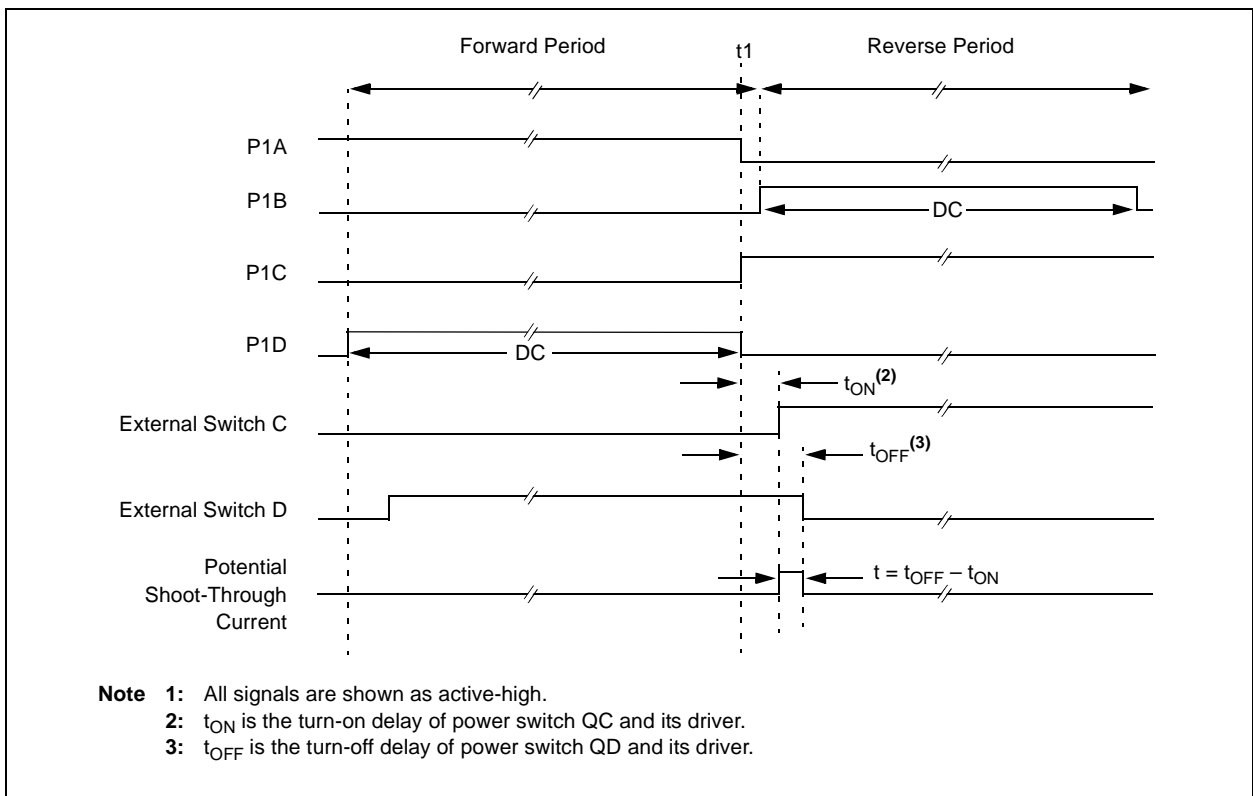 Forward Period
t1
Reverse Period
P1A
P1B
DC
P1C
P1D
DC
tON(2)
External Switch C
tOFF(3)
External Switch D
Potential
Shoot-Through
Current
t = tOFF – tON
Note 1: All signals are shown as active-high.
2: tON is the turn-on delay of power switch QC and its driver.
3: tOFF is the turn-off delay of power switch QD and its driver.